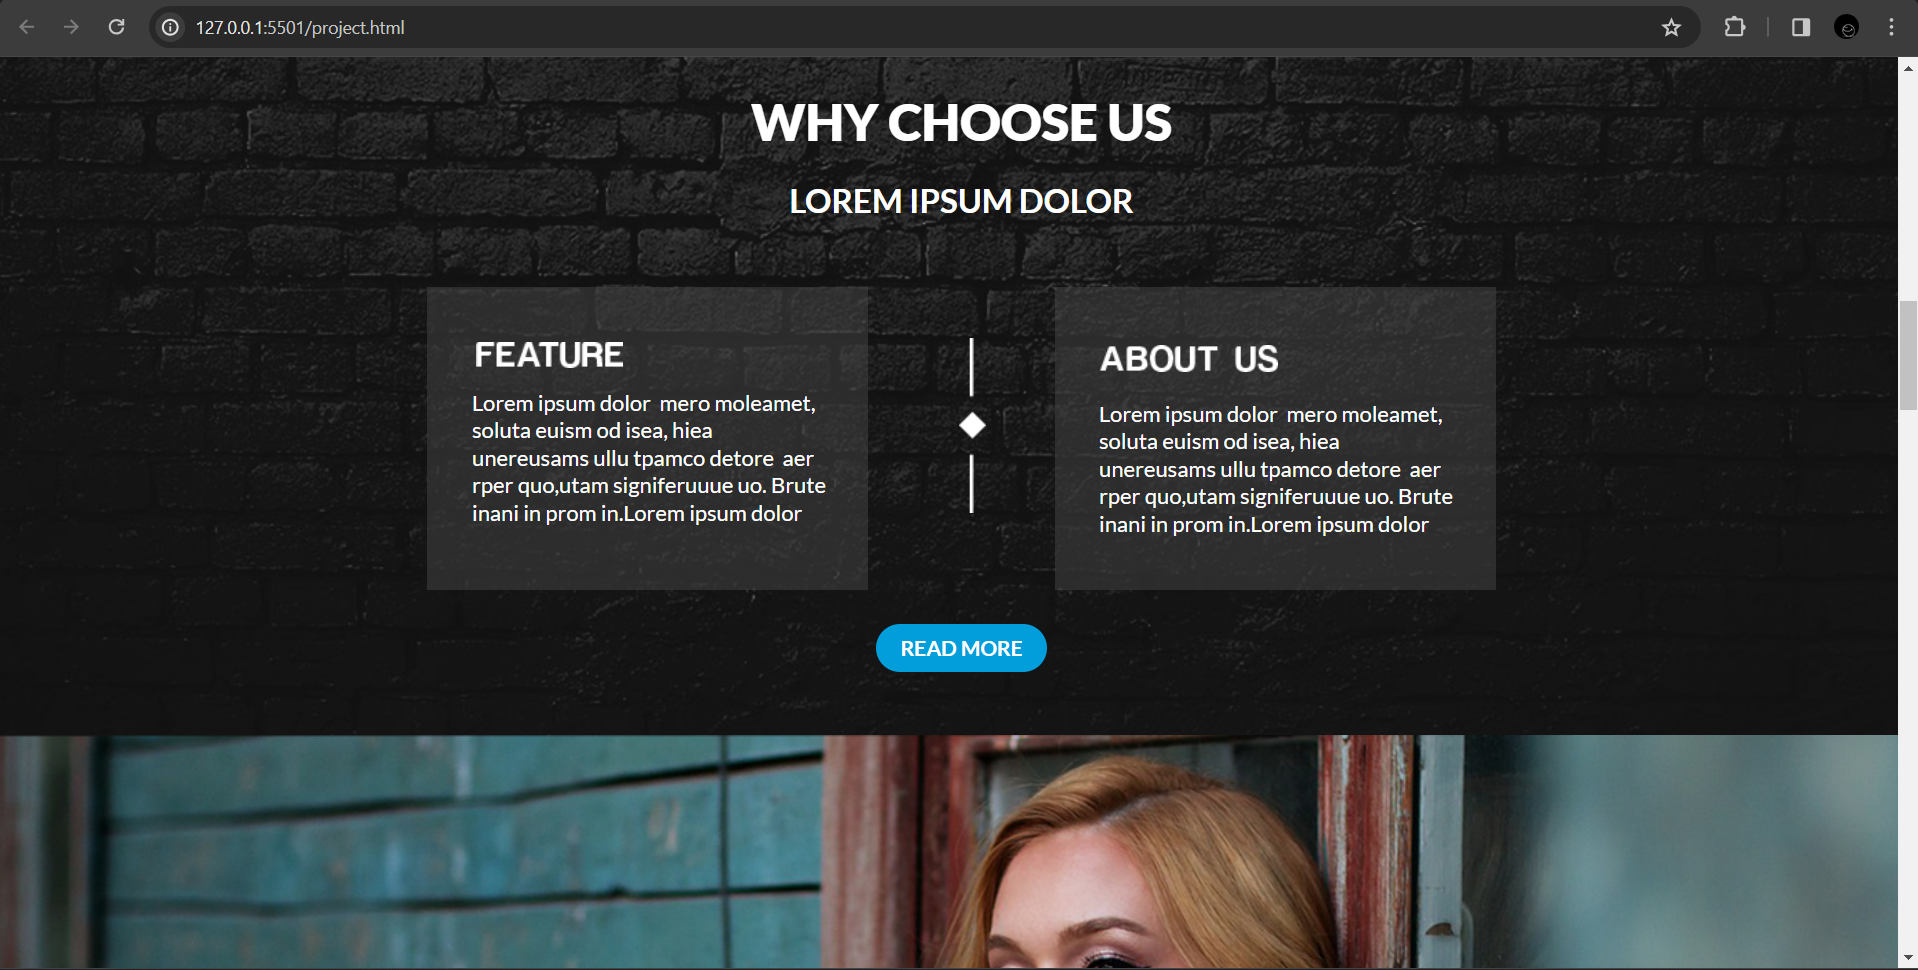 127.0.0.1:5501/project.html
WHY CHOOSE US
LOREM IPSUM DOLOR
FEATURE
Lorem ipsum dolor  mero moleamet,
soluta euism od isea, hiea
unereusams ullu tpamco detore  aer
rper quo,utam signiferuuue uo. Brute
inani in prom in.Lorem ipsum dolor
ABOUT US
Lorem ipsum dolor  mero moleamet,
soluta euism od isea, hiea
unereusams ullu tpamco detore  aer
rper quo,utam signiferuuue uo. Brute
inani in prom in.Lorem ipsum dolor
READ MORE